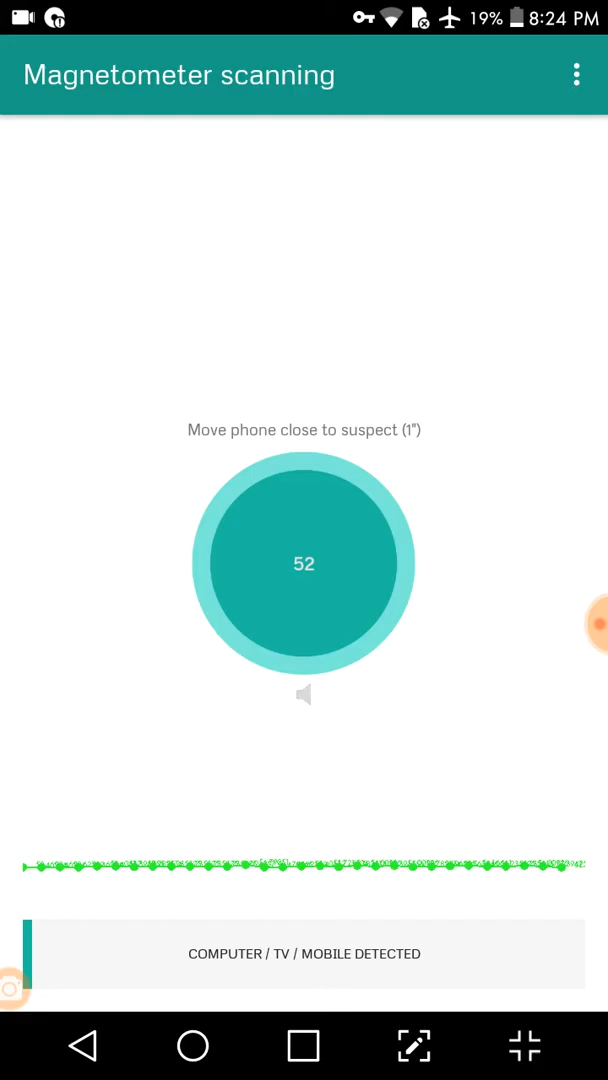 19% 8:24 PM
Magnetometer scanning
Move phone close to suspect (1")
52
COMPUTER / TV / MOBILE DETECTED